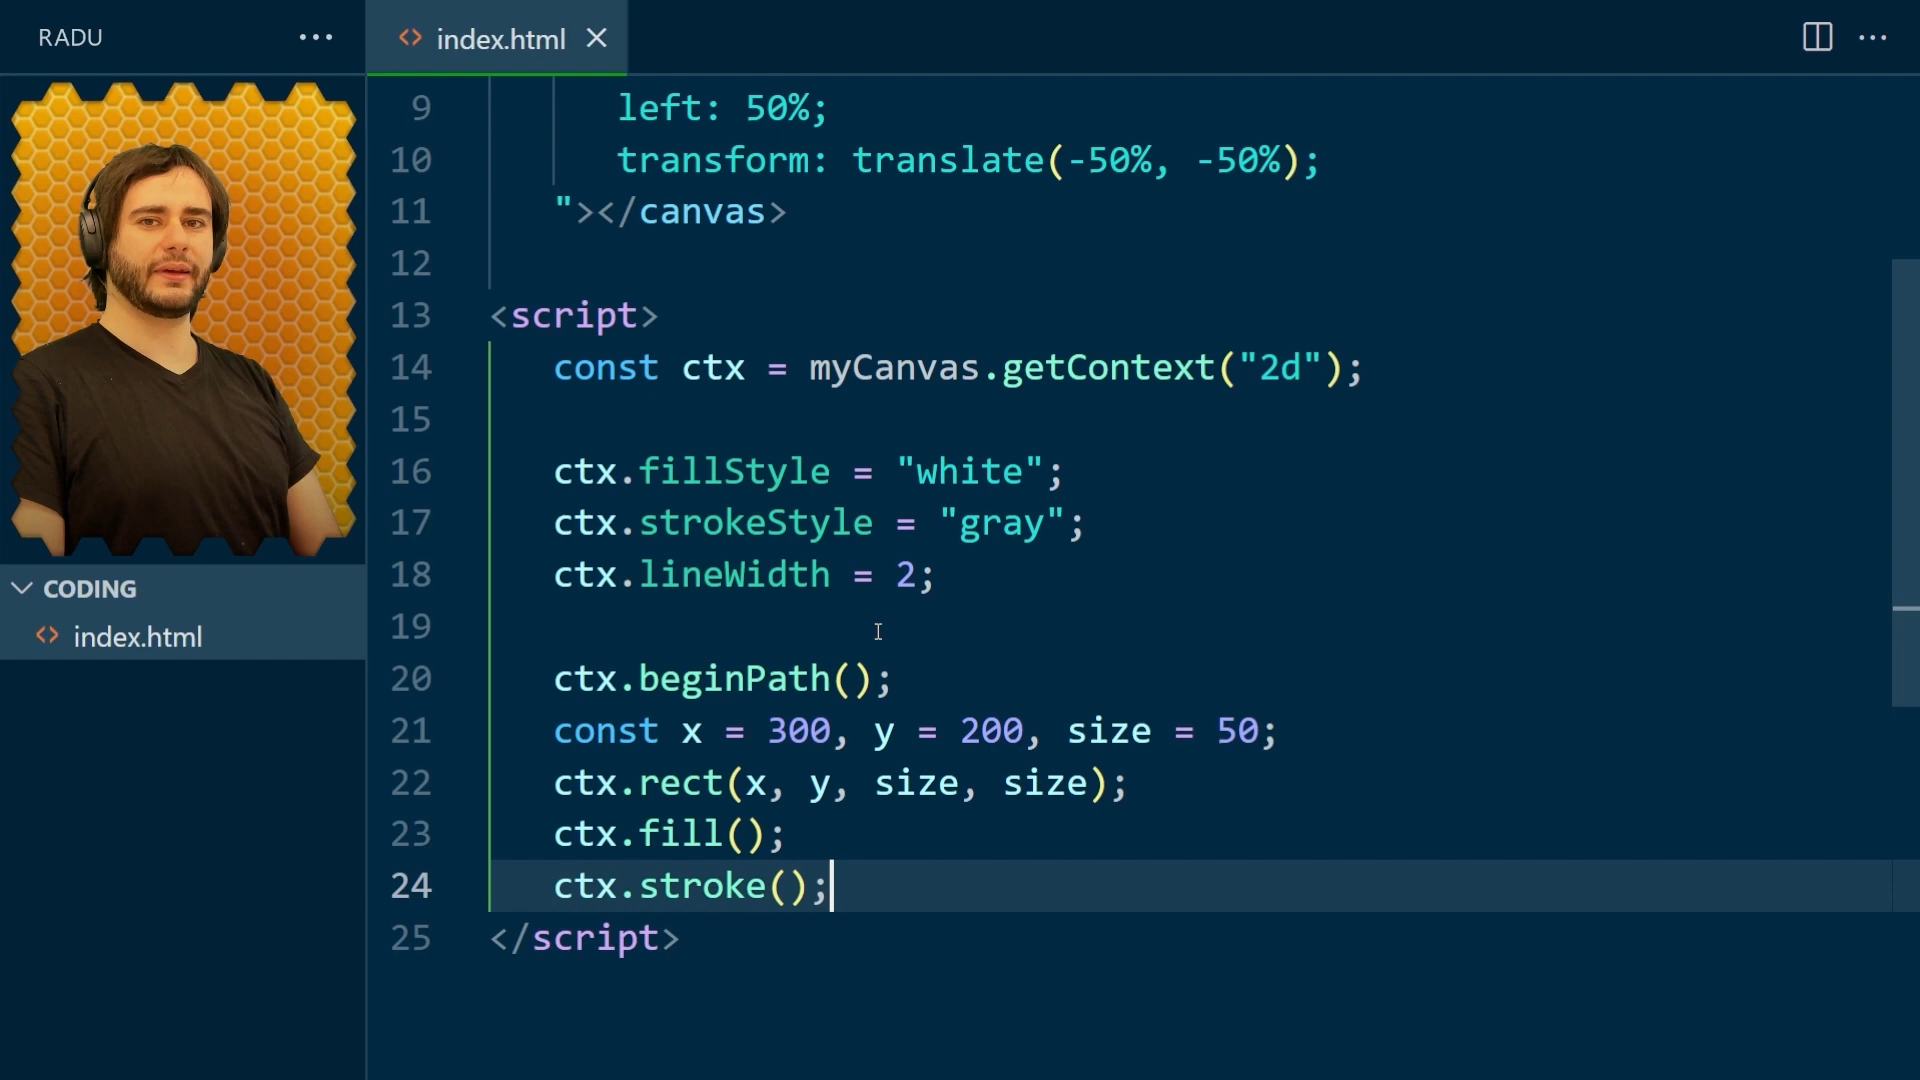 RADU
index.html
CODING
index.html
9 left: 50%;
10 transform: translate(-50%, -50%);
11 "></canvas>
12
13 <script>
14 const ctx = myCanvas.getContext("2d");
15
16 ctx.fillStyle = "white";
17 ctx.strokeStyle = "gray";
18 ctx.lineWidth = 2;
19
20 ctx.beginPath();
21 const x = 300, y = 200, size = 50;
22 ctx.rect(x, y, size, size);
23 ctx.fill();
24 ctx.stroke();
25 </script>